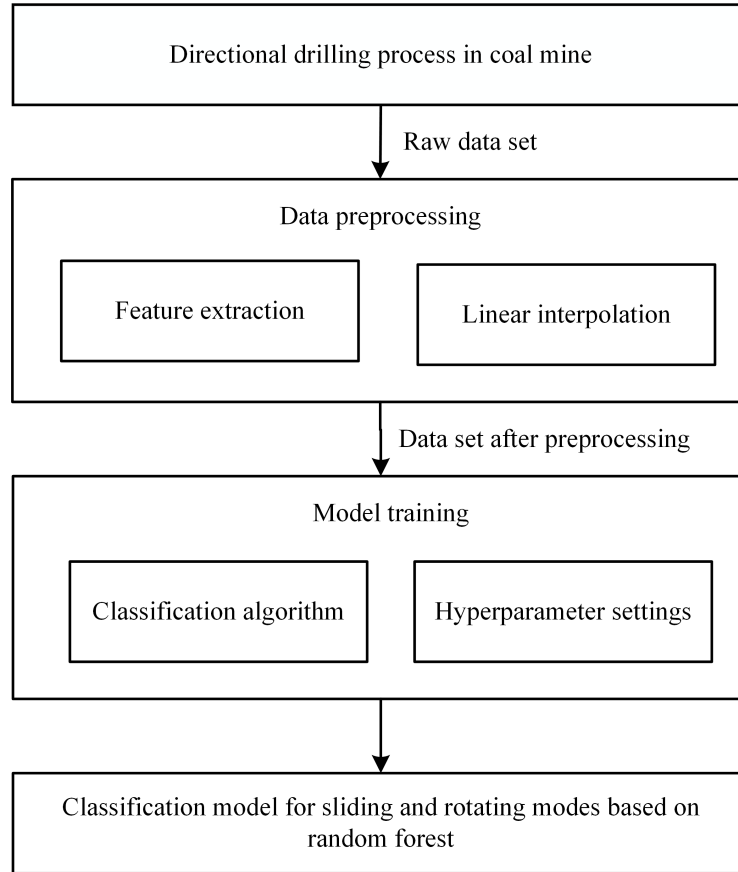 Directional drilling process in coal mine
Raw data set
Data preprocessing
Feature extraction
Linear interpolation
Data set after preprocessing
Model training
Classification algorithm
Hyperparameter settings
Classification model for sliding and rotating modes based on
random forest